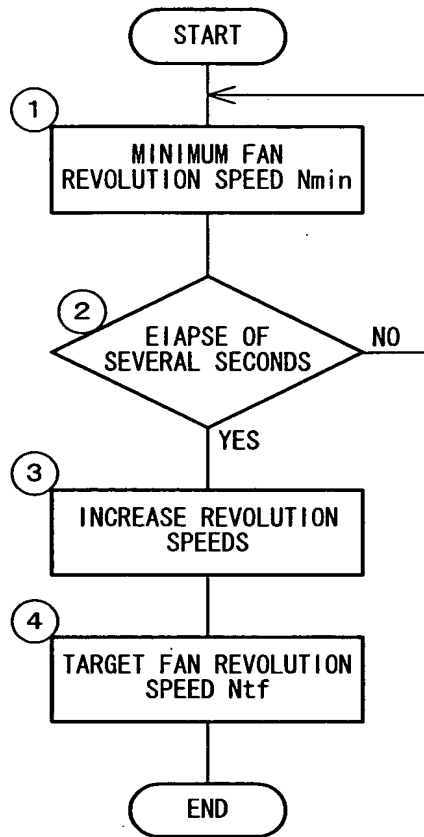 START
1
MINIMUM FAN
REVOLUTION SPEED Nmin
2
EIAPSE OF
SEVERAL SECONDS
NO
YES
3
INCREASE REVOLUTION
SPEEDS
4
TARGET FAN REVOLUTION
SPEED Ntf
END